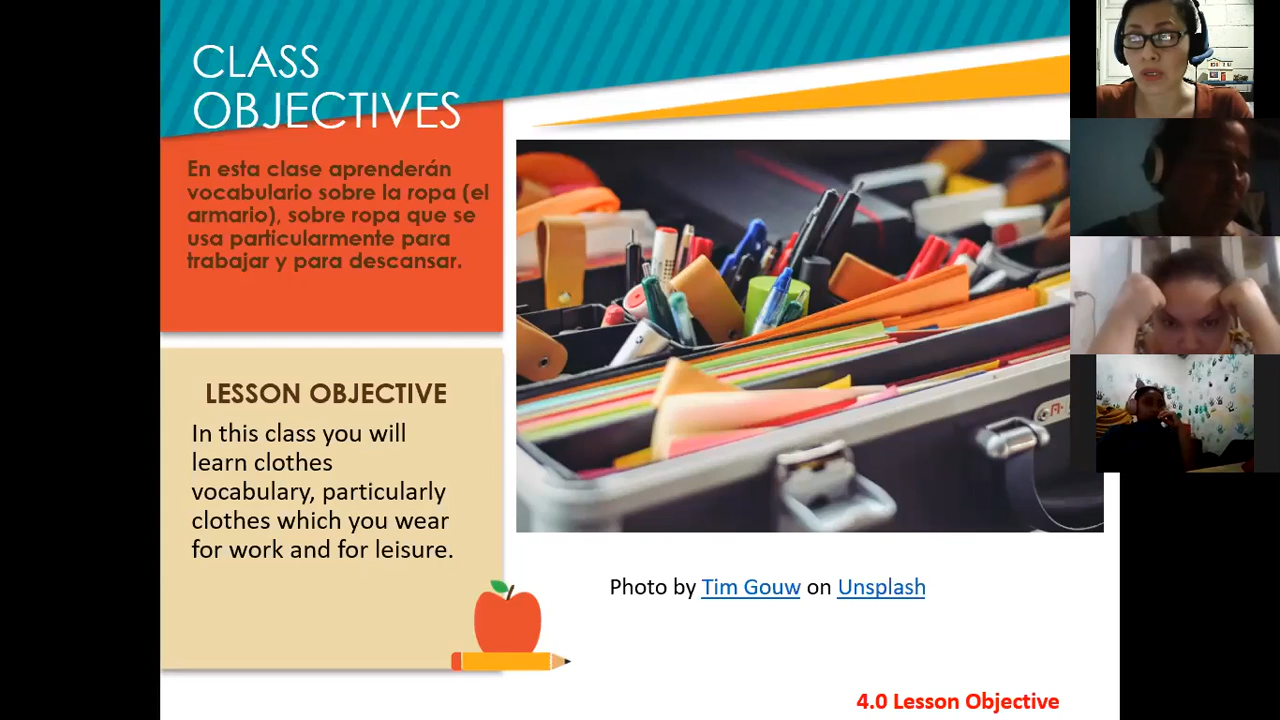 CLASS
OBJECTIVES
En esta clase aprenderán
vocabulario sobre la ropa (el
armario), sobre ropa que se
usa particularmente para
trabajar y para descansar.
LESSON OBJECTIVE
In this class you will
learn clothes
vocabulary, particularly
clothes which you wear
for work and for leisure.
Photo by Tim Gouw on Unsplash
4.0 Lesson Objective